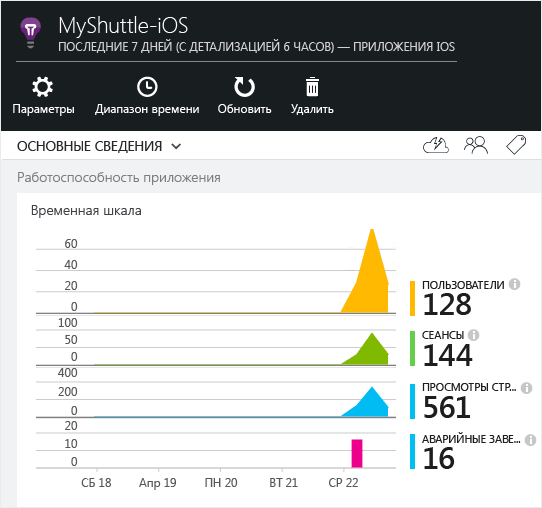 MyShuttle-iOS
ПОСЛЕДНИЕ 7 ДНЕЙ (С ДЕТАЛИЗАЦИЕЙ 6 ЧАСОВ) — ПРИЛОЖЕНИЯ IOS
Параметры Диапазон времени Обновить Удалить
ОСНОВНЫЕ СВЕДЕНИЯ
Работоспособность приложения
Временная шкала
60
40
20
0
ПОЛЬЗОВАТЕЛИ
128
100
50
0
СЕАНСЫ
144
400
200
0
ПРОСМОТРЫ СТР...
561
20
10
0
АВАРИЙНЫЕ ЗАВЕ...
16
СБ 18 Апр 19 ПН 20 ВТ 21 СР 22